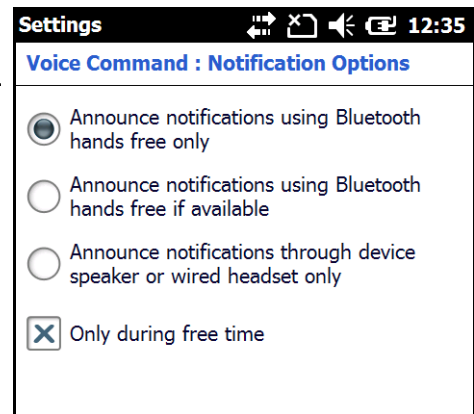 Settings 12:35
Voice Command : Notification Options
Announce notifications using Bluetooth
hands free only
Announce notifications using Bluetooth
hands free if available
Announce notifications through device
speaker or wired headset only
Only during free time